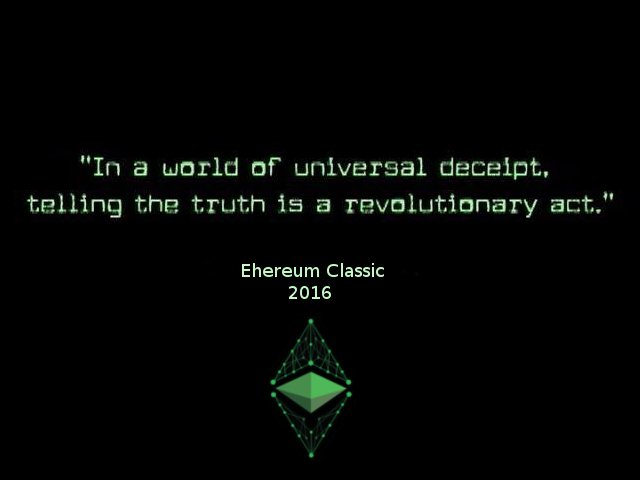 "In a world of universal deceipt,
telling the truth is a revolutionary act."
Ehereum Classic
2016